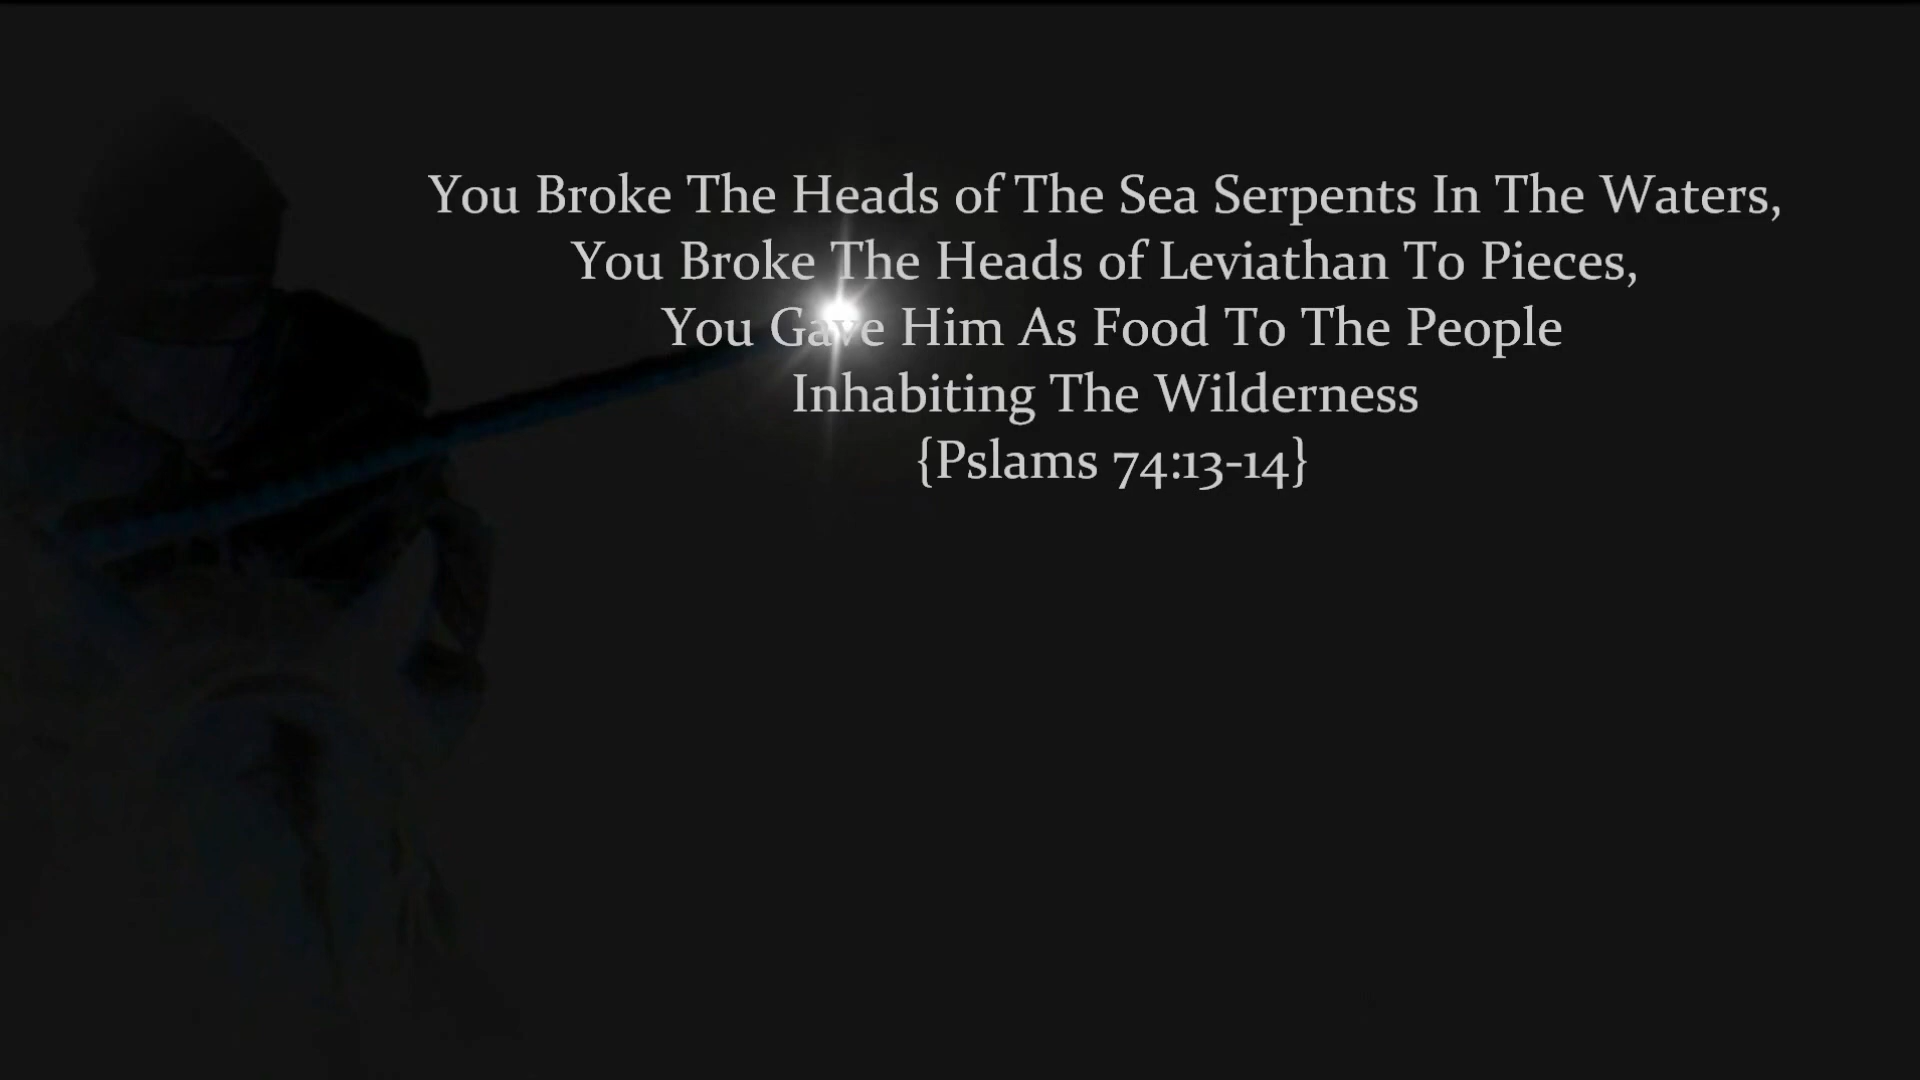 You Broke The Heads of The Sea Serpents In The Waters,
You Broke The Heads of Leviathan To Pieces,
You Gave Him As Food To The People
Inhabiting The Wilderness
{Pslams 74:13-14}